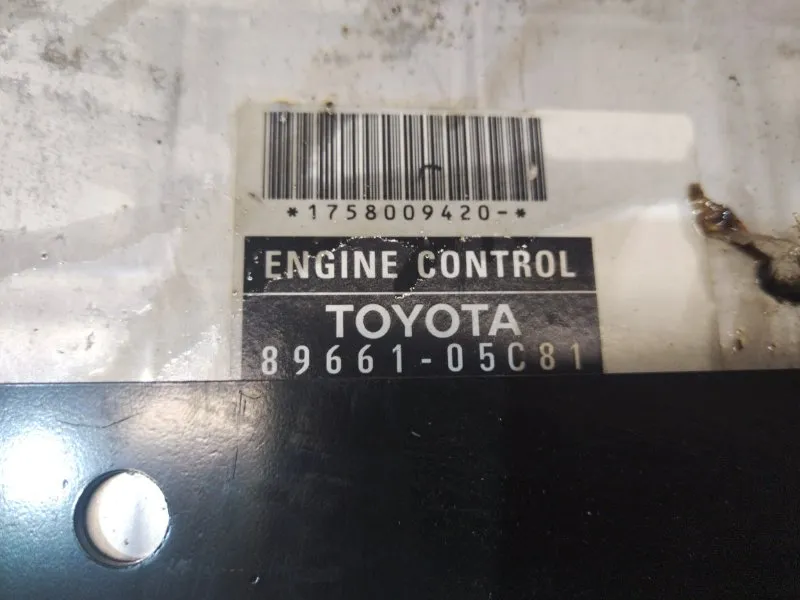 *1758009420-*
ENGINE CONTROL
TOYOTA
89661-05C81